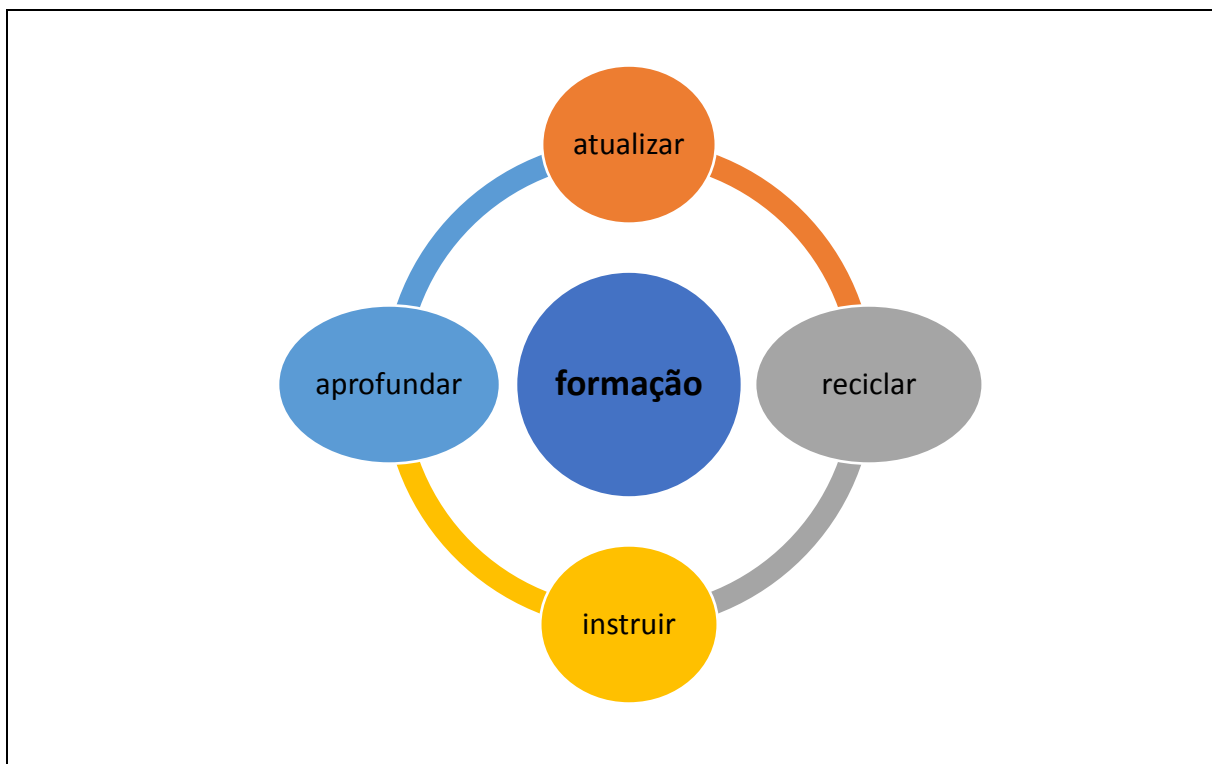 atualizar
aprofundar
formação
reciclar
instruir